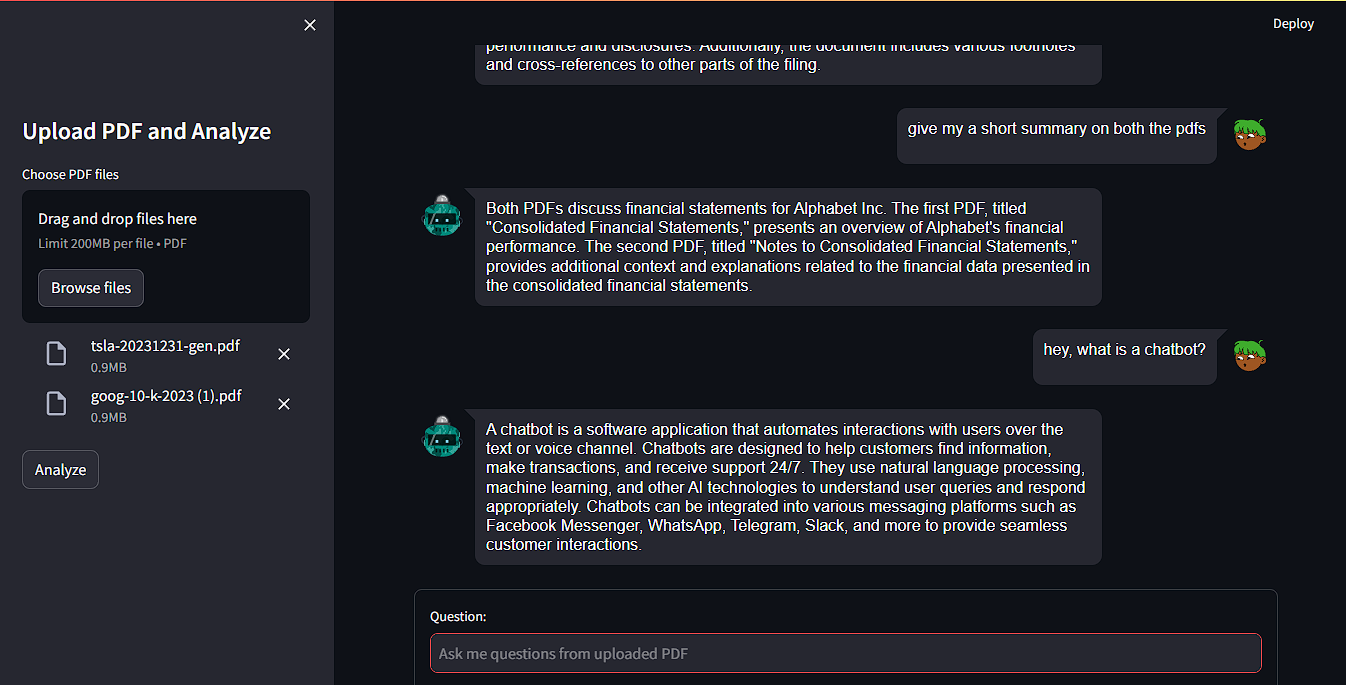 Deploy
Upload PDF and Analyze
Choose PDF files
Drag and drop files here
Limit 200MB per file • PDF
Browse files
tsla-20231231-gen.pdf
0.9MB
goog-10-k-2023 (1).pdf
0.9MB
Analyze
performance and disclosures. Additionally, the document includes various footnotes
and cross-references to other parts of the filing.
give my a short summary on both the pdfs
Both PDFs discuss financial statements for Alphabet Inc. The first PDF, titled
"Consolidated Financial Statements," presents an overview of Alphabet's financial
performance. The second PDF, titled "Notes to Consolidated Financial Statements,"
provides additional context and explanations related to the financial data presented in
the consolidated financial statements.
hey, what is a chatbot?
A chatbot is a software application that automates interactions with users over the
text or voice channel. Chatbots are designed to help customers find information,
make transactions, and receive support 24/7. They use natural language processing,
machine learning, and other AI technologies to understand user queries and respond
appropriately. Chatbots can be integrated into various messaging platforms such as
Facebook Messenger, WhatsApp, Telegram, Slack, and more to provide seamless
customer interactions.
Question:
Ask me questions from uploaded PDF